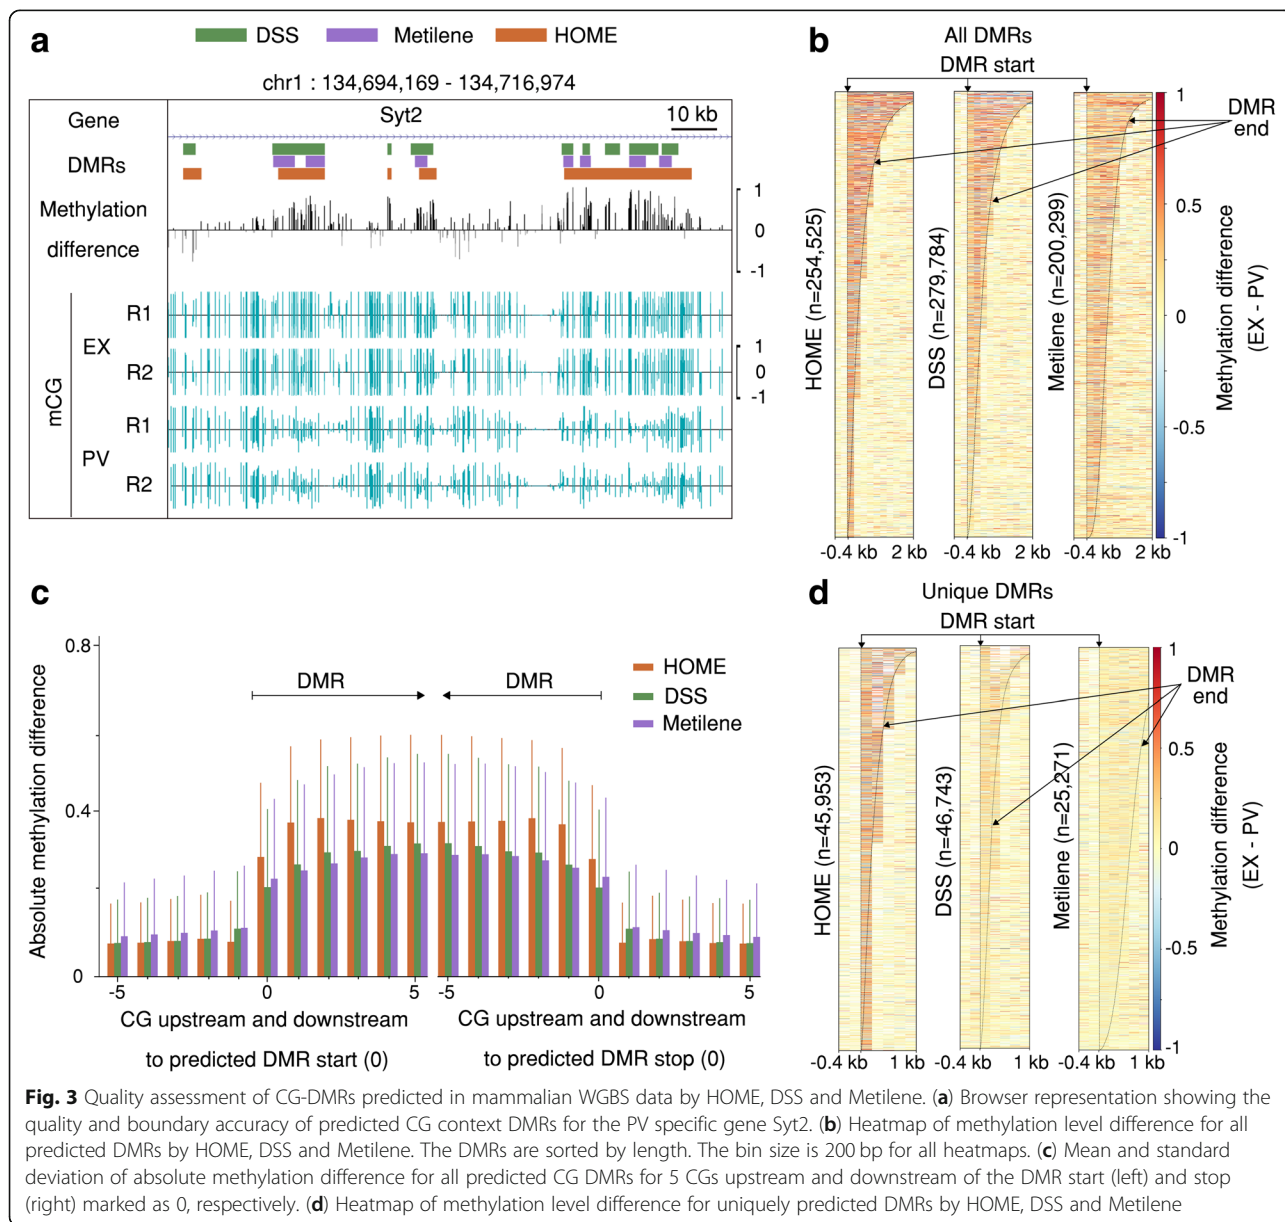 a
DSS
Metilene
HOME
chr1 : 134,694,169 - 134,716,974
Gene
Syt2
10 kb
DMRs
Methylation
difference
1
0
-1
mCG
EX
R1
R2
1
0
-1
PV
R1
R2
b
All DMRs
DMR start
DMR
end
HOME (n=254,525)
DSS (n=279,784)
Metilene (n=200,299)
-0.4 kb 2 kb
-0.4 kb 2 kb
-0.4 kb 2 kb
1
0.5
0
-0.5
-1
Methylation difference
(EX - PV)
c
0.8
0.4
0
Absolute methylation difference
DMR
DMR
HOME
DSS
Metilene
-5 0 5
-5 0 5
CG upstream and downstream
to predicted DMR start (0)
CG upstream and downstream
to predicted DMR stop (0)
d
Unique DMRs
DMR start
DMR
end
HOME (n=45,953)
DSS (n=46,743)
Metilene (n=25,271)
-0.4 kb 1 kb
-0.4 kb 1 kb
-0.4 kb 1 kb
1
0.5
0
-0.5
-1
Methylation difference
(EX - PV)
Fig. 3 Quality assessment of CG-DMRs predicted in mammalian WGBS data by HOME, DSS and Metilene. (a) Browser representation showing the
quality and boundary accuracy of predicted CG context DMRs for the PV specific gene Syt2. (b) Heatmap of methylation level difference for all
predicted DMRs by HOME, DSS and Metilene. The DMRs are sorted by length. The bin size is 200 bp for all heatmaps. (c) Mean and standard
deviation of absolute methylation difference for all predicted CG DMRs for 5 CGs upstream and downstream of the DMR start (left) and stop
(right) marked as 0, respectively. (d) Heatmap of methylation level difference for uniquely predicted DMRs by HOME, DSS and Metilene